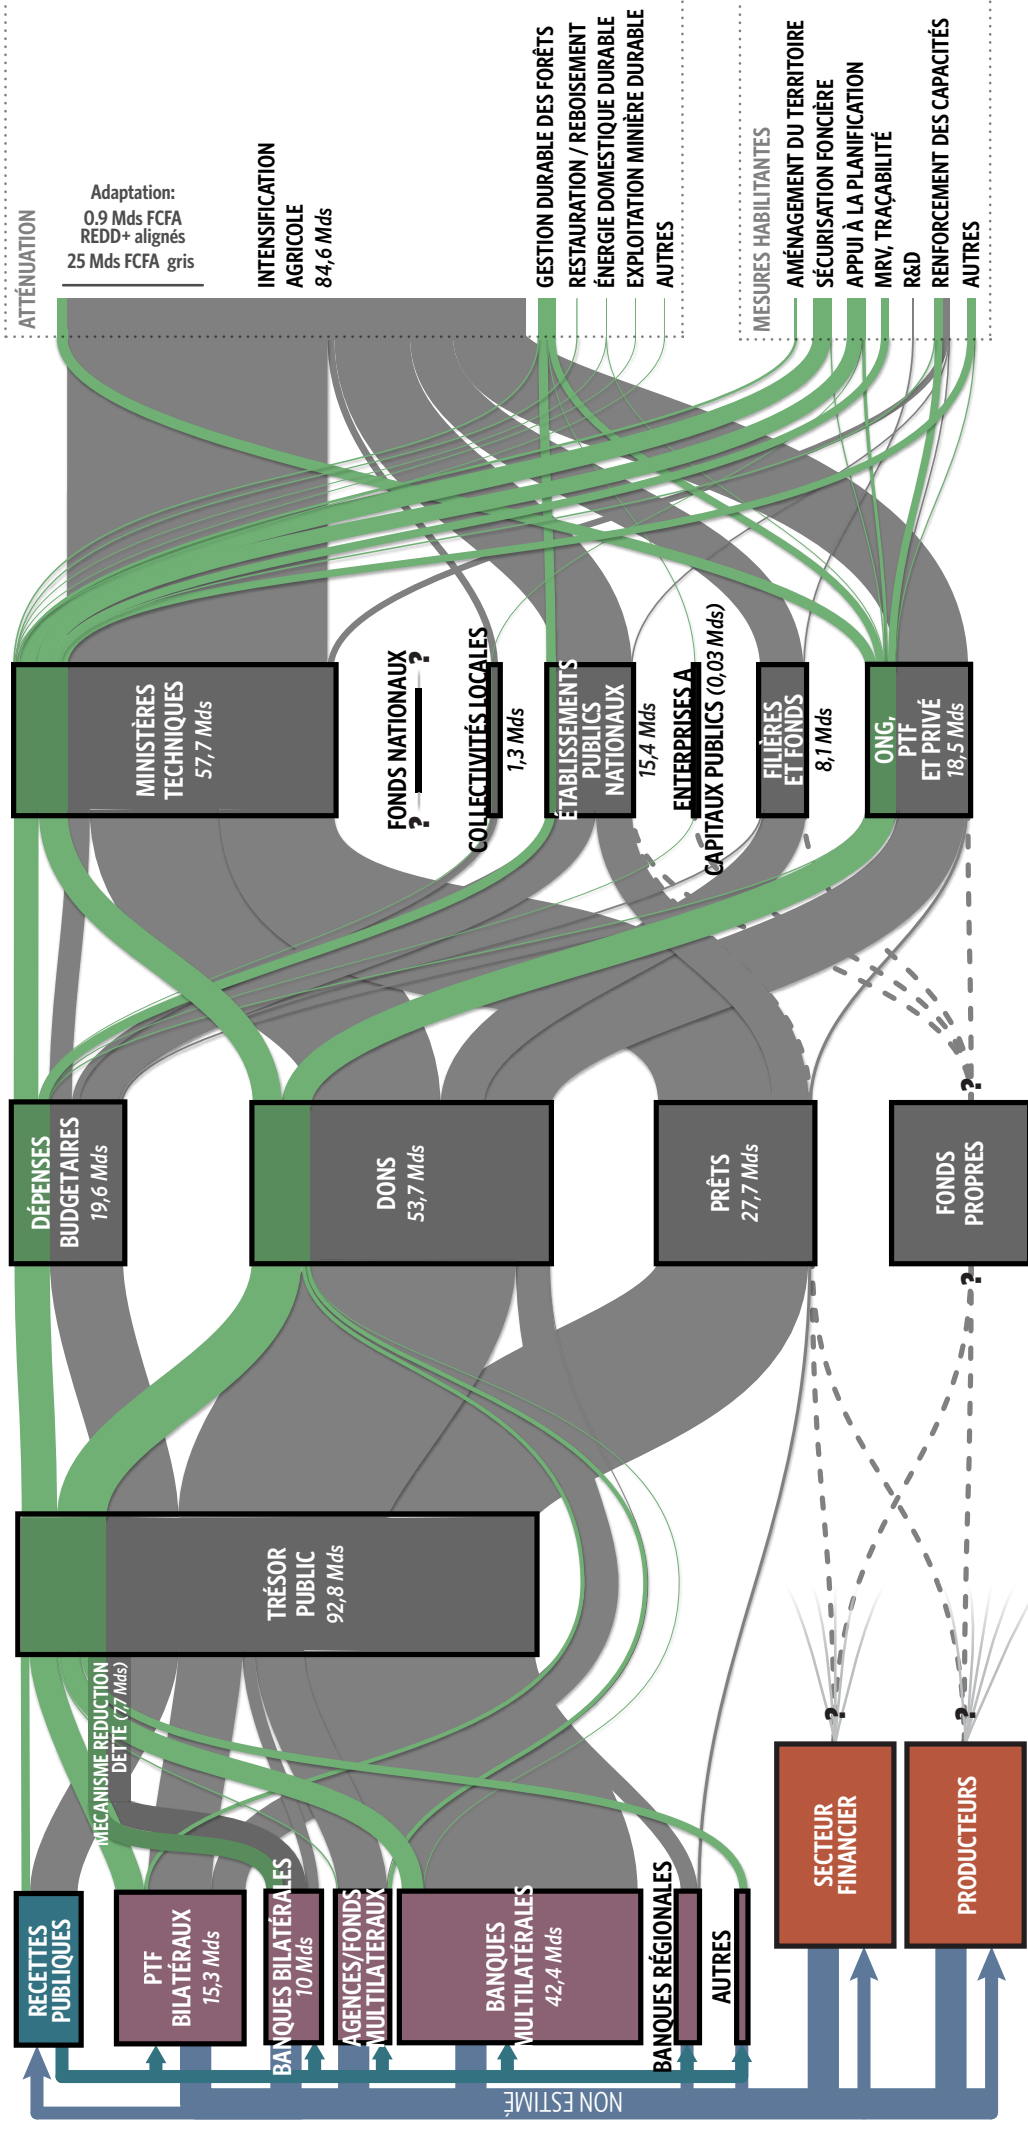 NON ESTIMÉ
RECETTES
PUBLIQUES
PTF
BILATÉRAUX
15,3 Mds
BANQUES BILATÉRALES
10 Mds
AGENCES/FONDS
MULTILATERAUX
BANQUES
MULTILATÉRALES
42,4 Mds
BANQUES RÉGIONALES
AUTRES
SECTEUR
FINANCIER
?
PRODUCTEURS
?
MECANISME REDUCTION
DETTE (7,7 Mds)
TRÉSOR
PUBLIC
92,8 Mds
DÉPENSES
BUDGETAIRES
19,6 Mds
DONS
53,7 Mds
PRÊTS
27,7 Mds
?
FONDS
PROPRES
?
MINISTÈRES
TECHNIQUES
57,7 Mds
FONDS NATIONAUX
?
?
COLLECTIVITÉS LOCALES
1,3 Mds
ÉTABLISSEMENTS
PUBLICS
NATIONAUX
15,4 Mds
ENTERPRISES A
CAPITAUX PUBLICS (0,03 Mds)
FILIÈRES
ET FONDS
8,1 Mds
ONG,
PTF
ET PRIVÉ
18,5 Mds
ATTÉNUATION
Adaptation:
0.9 Mds FCFA
REDD+ alignés
25 Mds FCFA gris
INTENSIFICATION
AGRICOLE
84,6 Mds
GESTION DURABLE DES FORÊTS
RESTAURATION / REBOISEMENT
ÉNERGIE DOMESTIQUE DURABLE
EXPLOITATION MINIÈRE DURABLE
AUTRES
MESURES HABILITANTES
AMÉNAGEMENT DU TERRITOIRE
SÉCURISATION FONCIÈRE
APPUI À LA PLANIFICATION
MRV, TRAÇABILITÉ
R&D
RENFORCEMENT DES CAPACITÉS
AUTRES